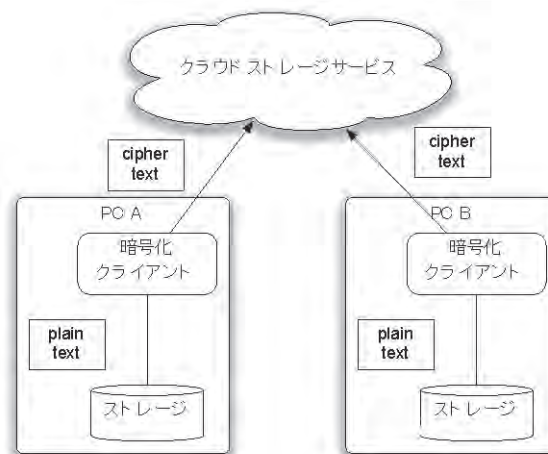 クラウドストレージサービス
cipher
text
cipher
text
PC A
PC B
暗号化
クライアント
暗号化
クライアント
plain
text
plain
text
ストレージ
ストレージ